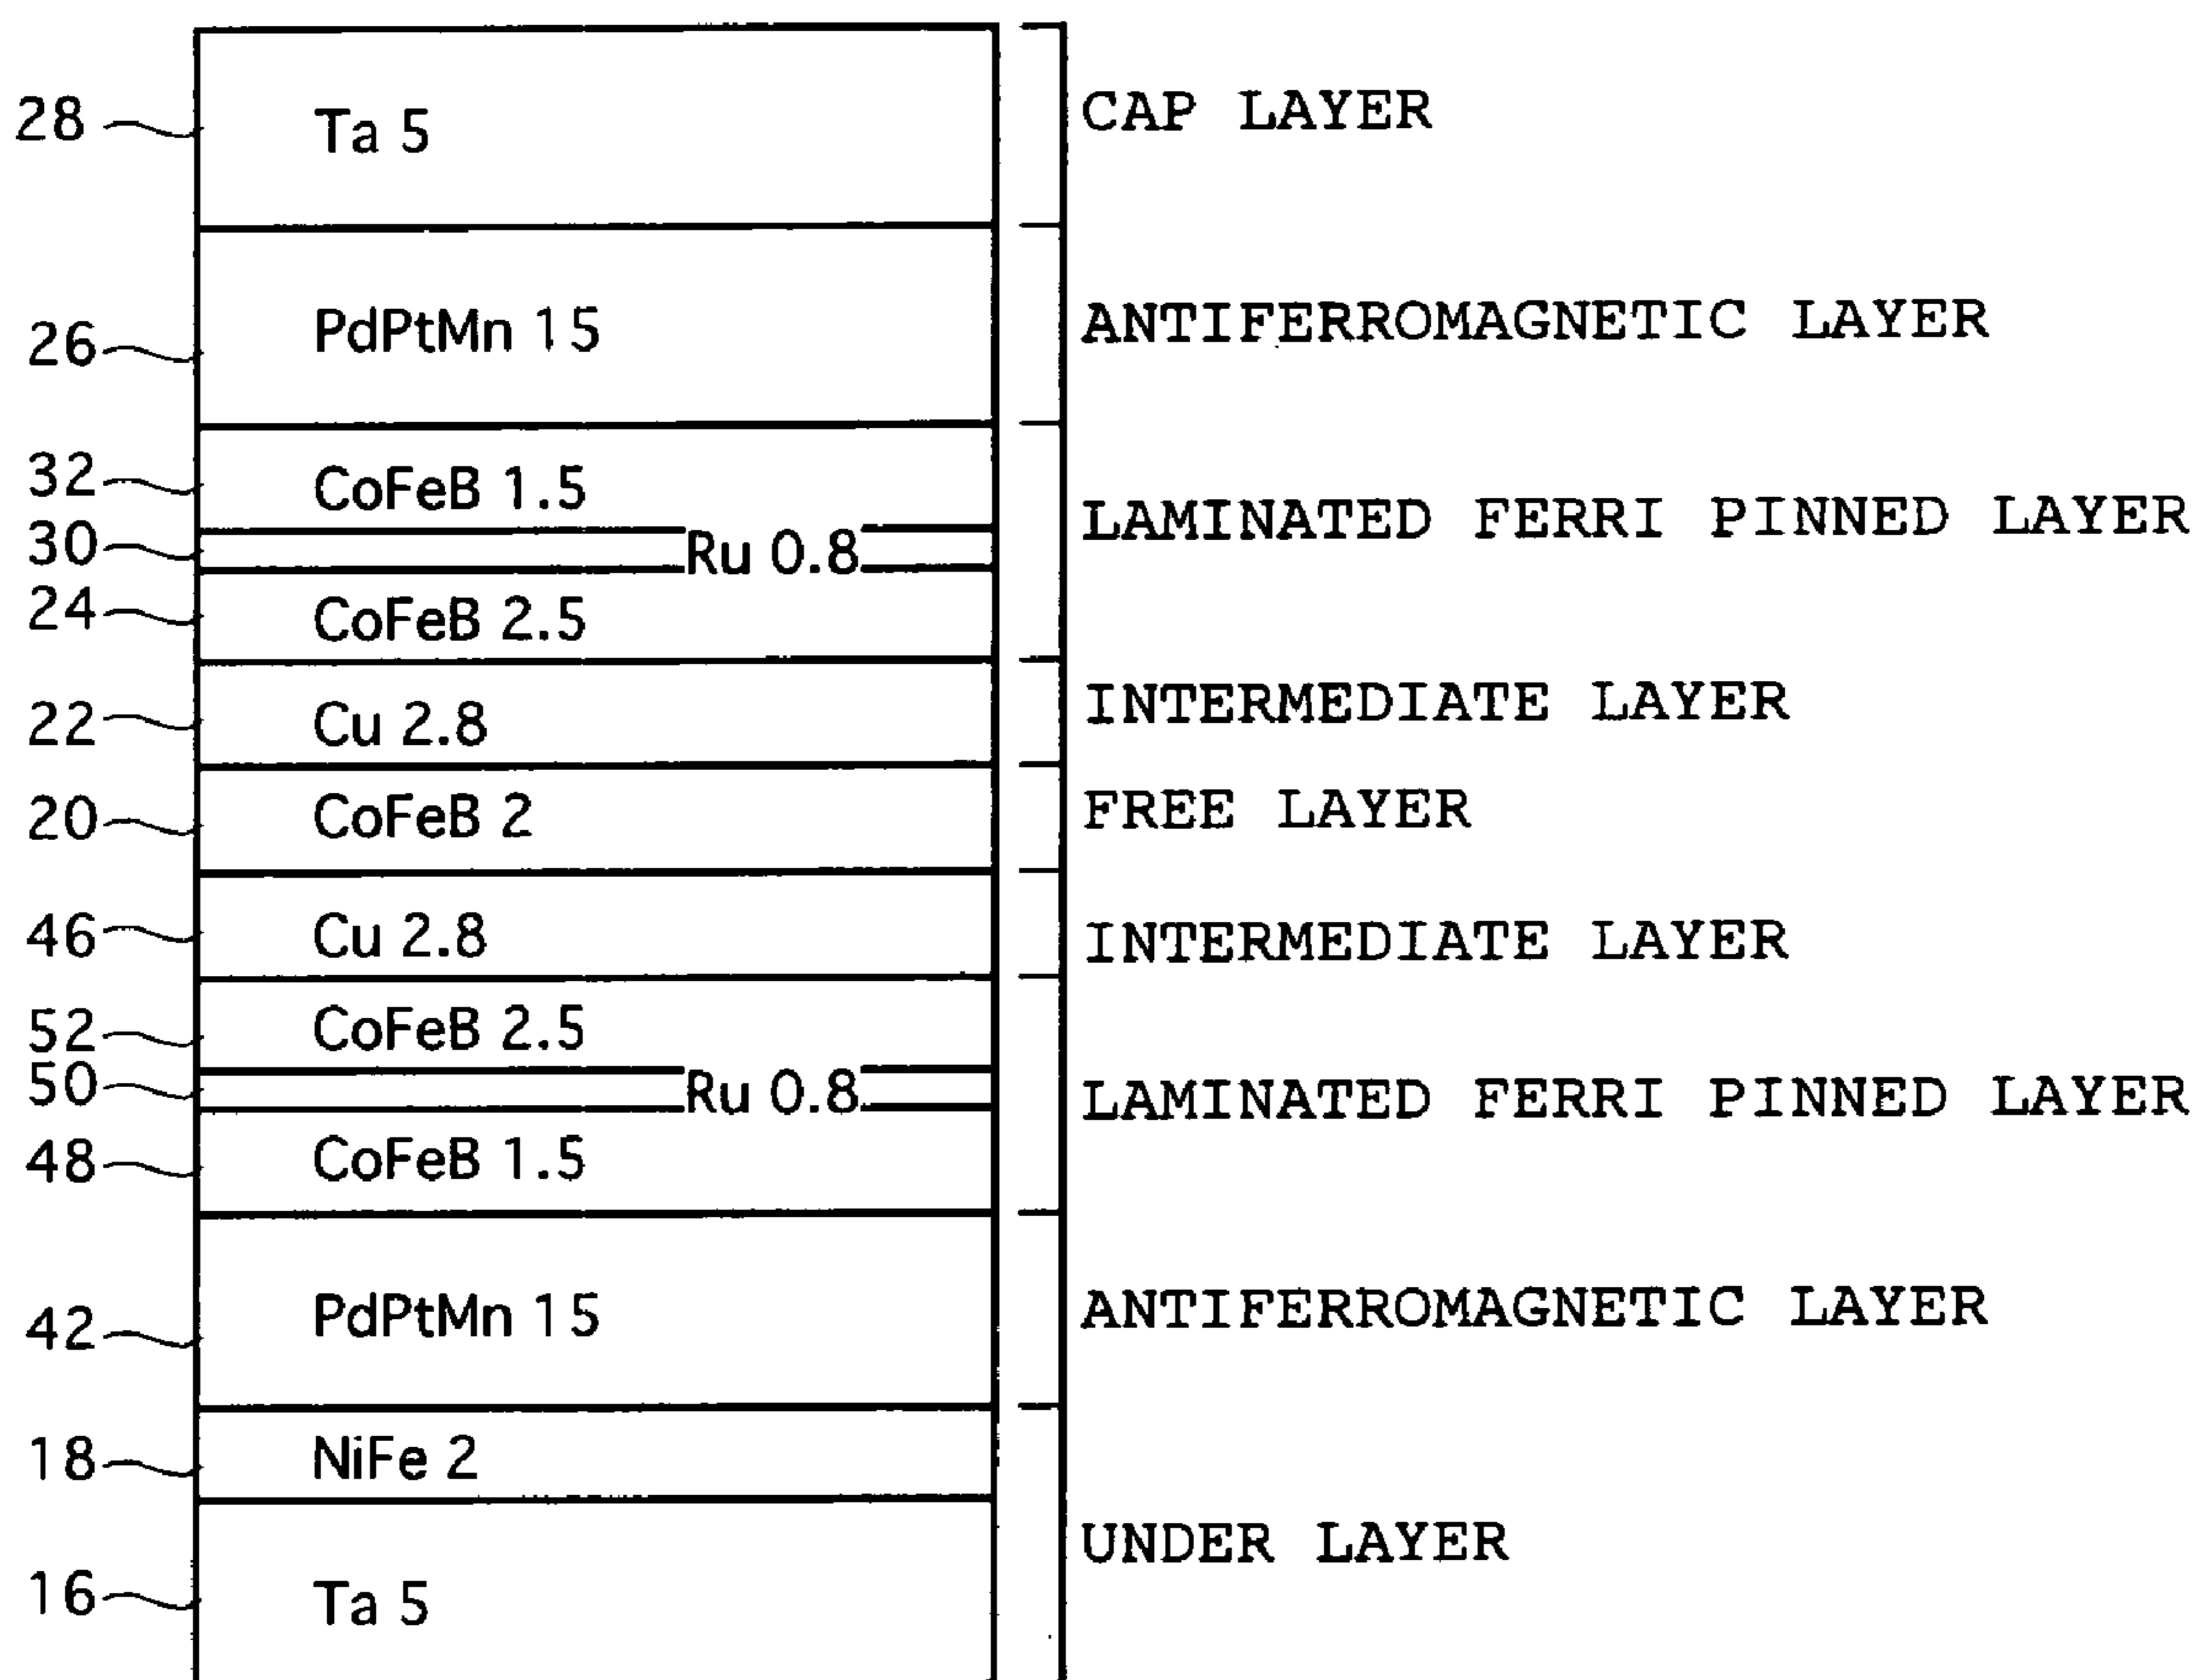 28 Ta 5 CAP LAYER
26 PdPtMn 15 ANTIFERROMAGNETIC LAYER
32 CoFeB 1.5
LAMINATED FERRI PINNED LAYER
30 Ru 0.8
24 CoFeB 2.5
22 Cu 2.8 INTERMEDIATE LAYER
20 CoFeB 2 FREE LAYER
46 Cu 2.8 INTERMEDIATE LAYER
52 CoFeB 2.5
50 Ru 0.8 LAMINATED FERRI PINNED LAYER
48 CoFeB 1.5
42 PdPtMn 15 ANTIFERROMAGNETIC LAYER
18 NiFe 2
UNDER LAYER
16 Ta 5